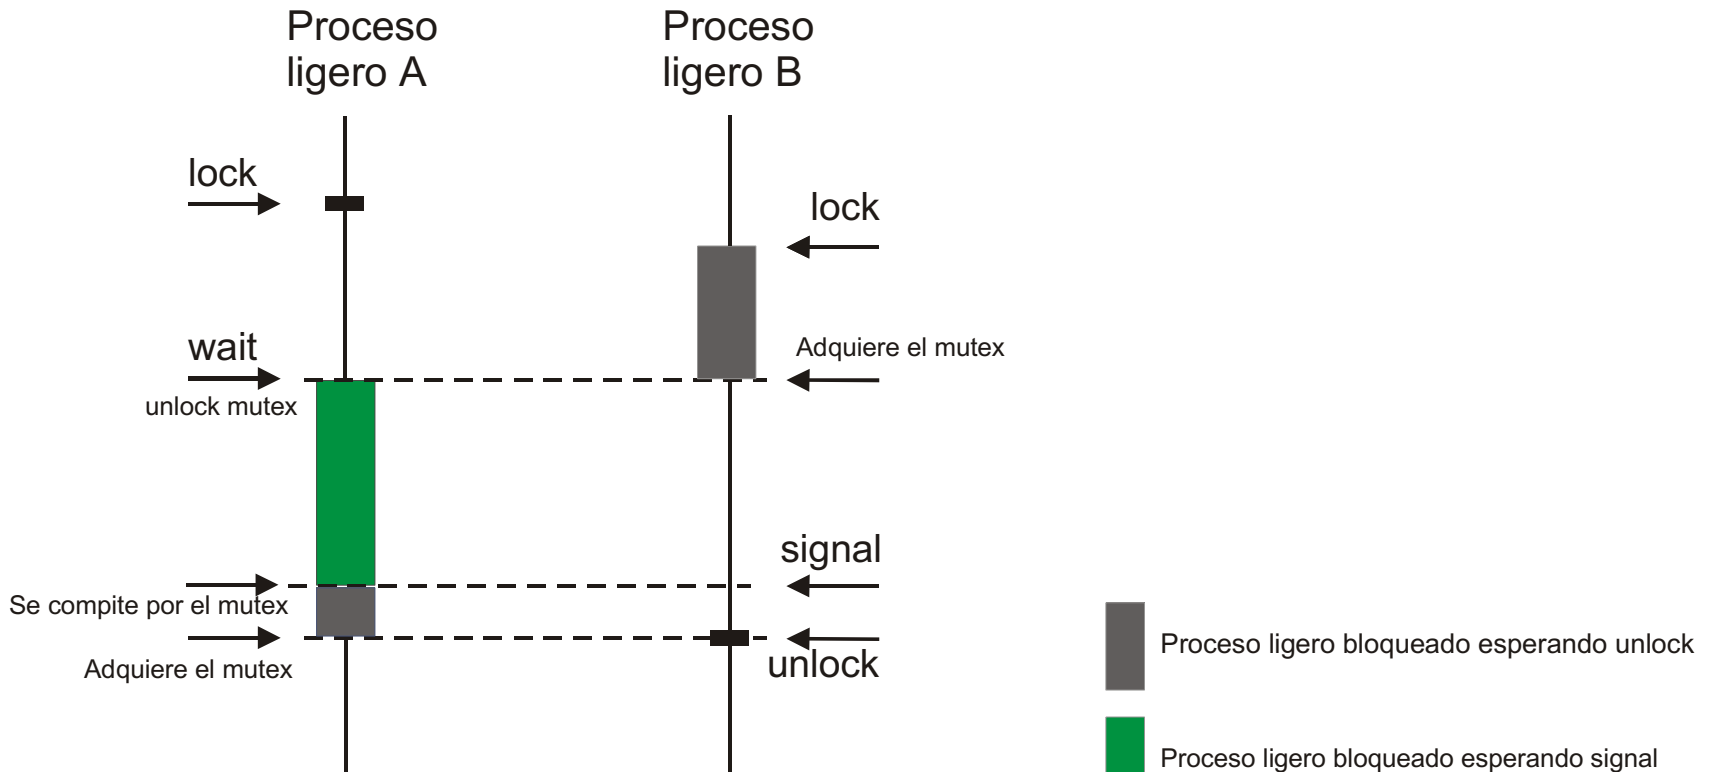 Proceso
ligero A
Proceso
ligero B
lock
lock
wait
Adquiere el mutex
unlock mutex
signal
Se compite por el mutex
Adquiere el mutex
unlock
Proceso ligero bloqueado esperando unlock
Proceso ligero bloqueado esperando signal